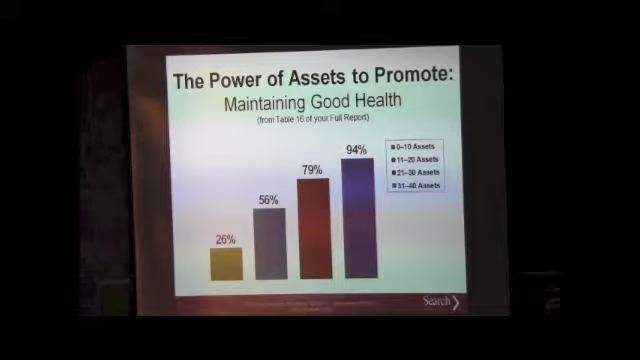 The Power of Assets to Promote:
Maintaining Good Health
(from Table 16 of your Full Report)
94%
79%
56%
26%
0–10 Assets
11–20 Assets
21–30 Assets
31–40 Assets
Search